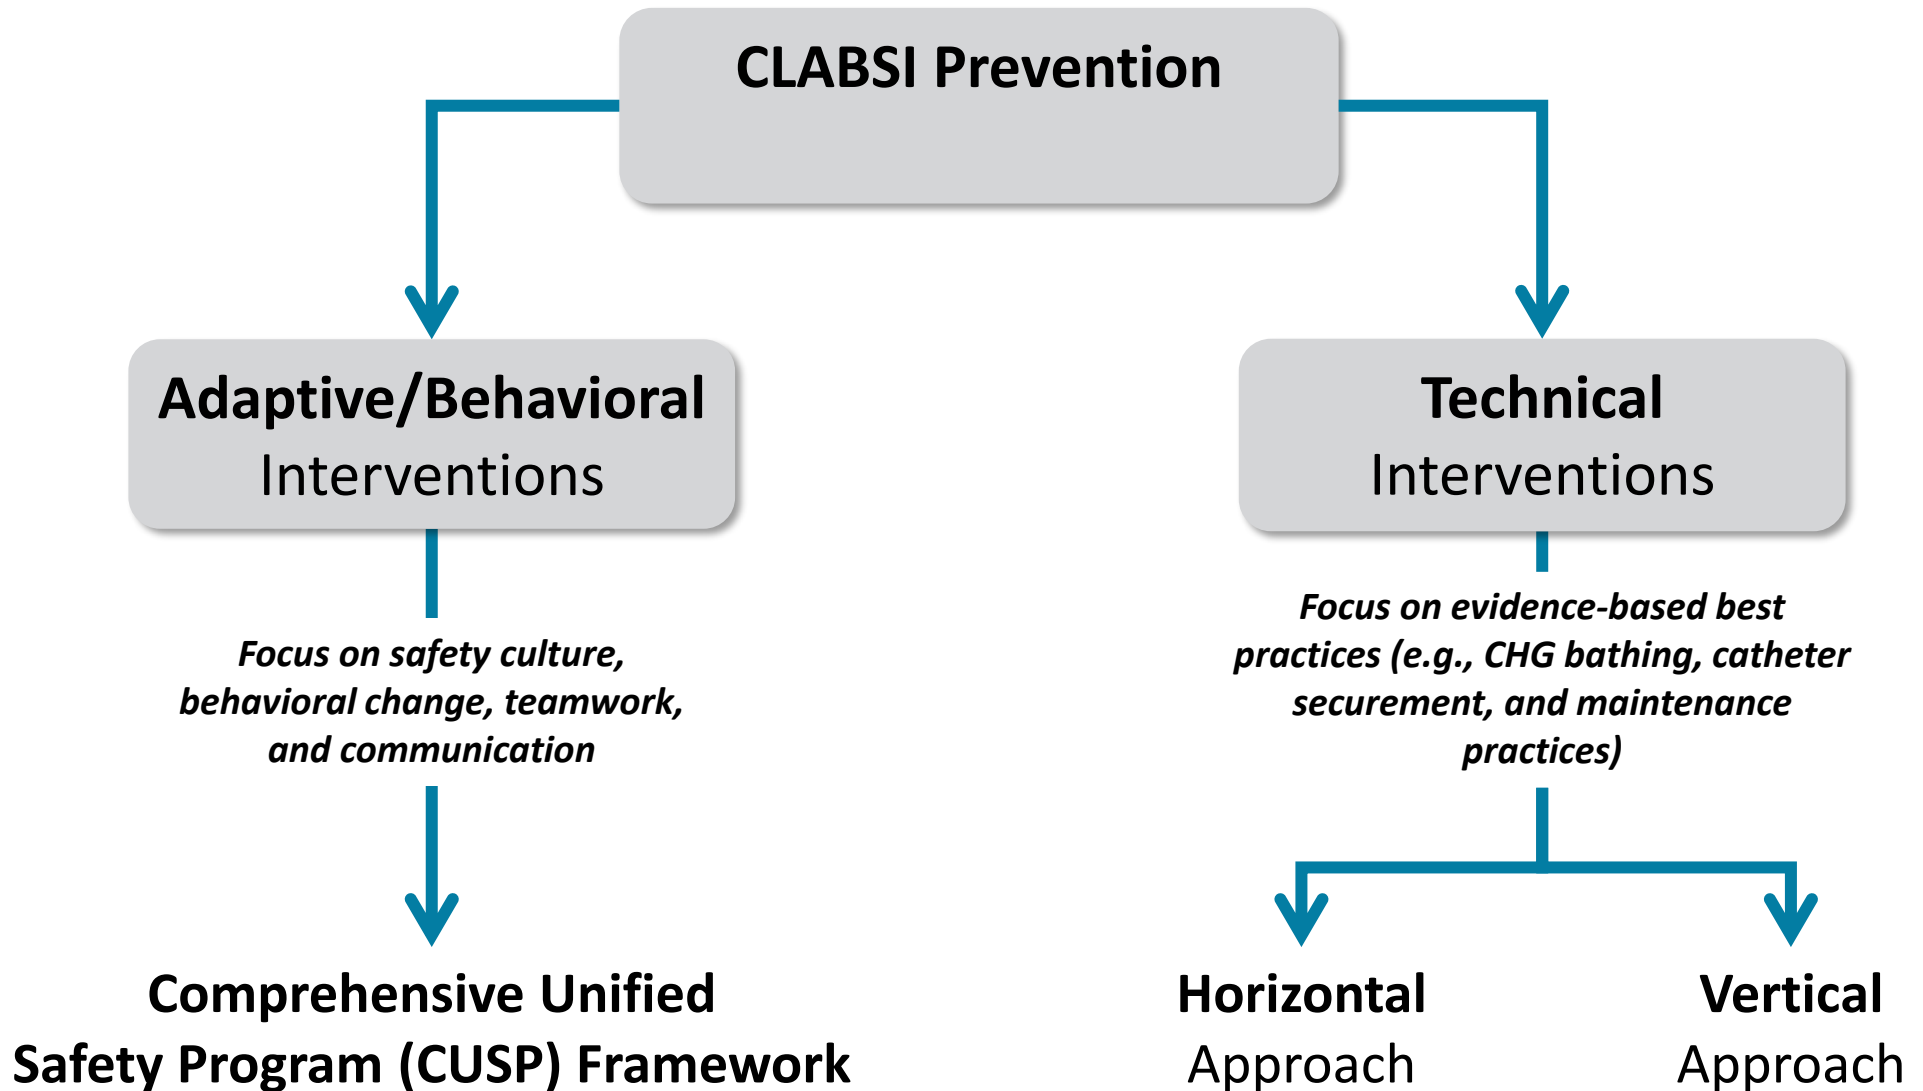 CLABSI Prevention
Adaptive/Behavioral
Interventions
Technical
Interventions
Focus on safety culture,
behavioral change, teamwork,
and communication
Focus on evidence-based best
practices (e.g., CHG bathing, catheter
securement, and maintenance
practices)
Comprehensive Unified
Safety Program (CUSP) Framework
Horizontal
Approach
Vertical
Approach